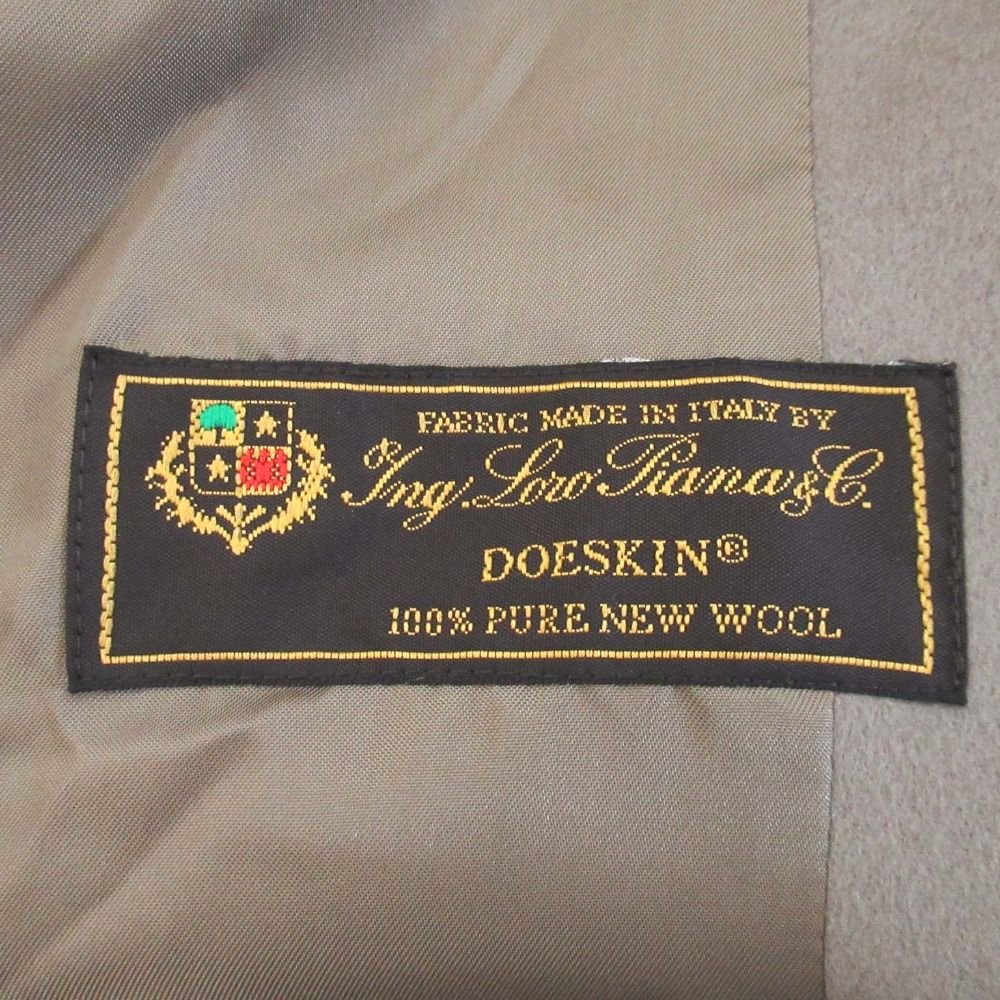 FABRIC MADE IN ITALY BY
Ing. Loro Piana & C.
DOESKIN®
100% PURE NEW WOOL